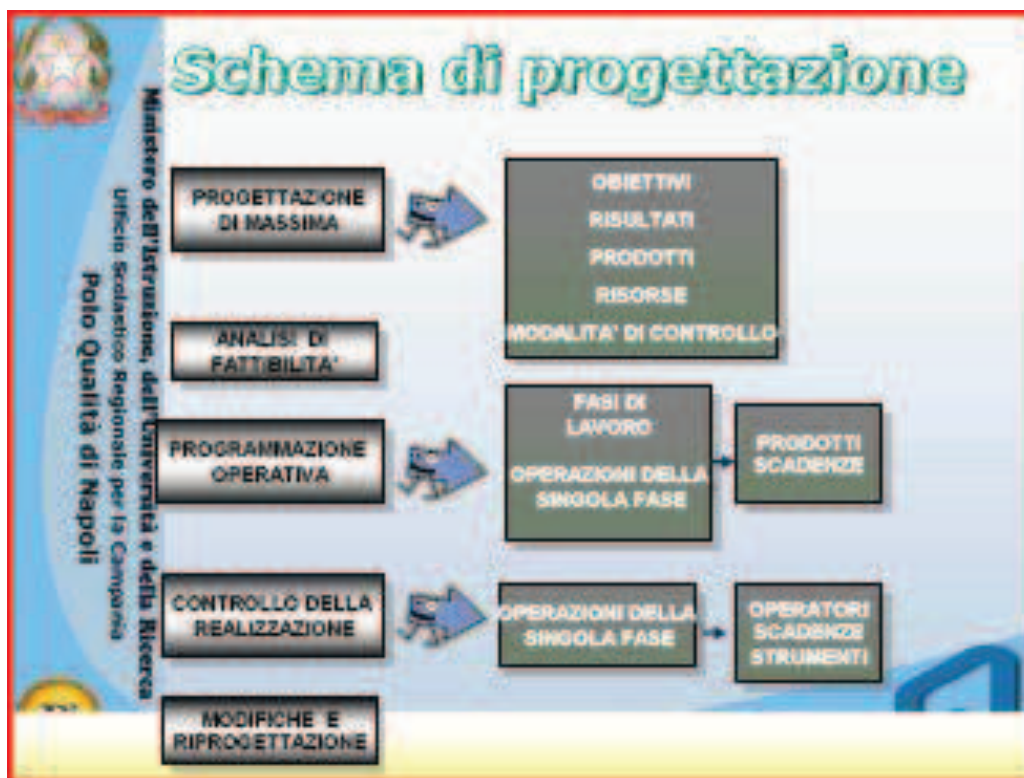 Schema di progettazione
Ministero dell'Istruzione, dell'Università e della Ricerca
Ufficio Scolastico Regionale per la Campania
Polo Qualità di Napoli
PROGETTAZIONE
DI MASSIMA
OBIETTIVI
RISULTATI
PRODOTTI
RISORSE
MODALITA' DI CONTROLLO
ANALISI DI
FATTIBILITA'
PROGRAMMAZIONE
OPERATIVA
FASI DI
LAVORO
OPERAZIONI DELLA
SINGOLA FASE
PRODOTTI
SCADENZE
CONTROLLO DELLA
REALIZZAZIONE
OPERAZIONI DELLA
SINGOLA FASE
OPERATORI
SCADENZE
STRUMENTI
MODIFICHE E
RIPROGETTAZIONE